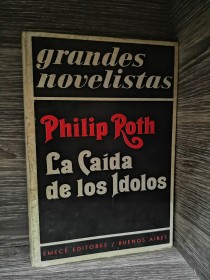 grandes
novelistas
Philip Roth
La Caída
de los Idolos
EMECÉ EDITORES / BUENOS AIRES